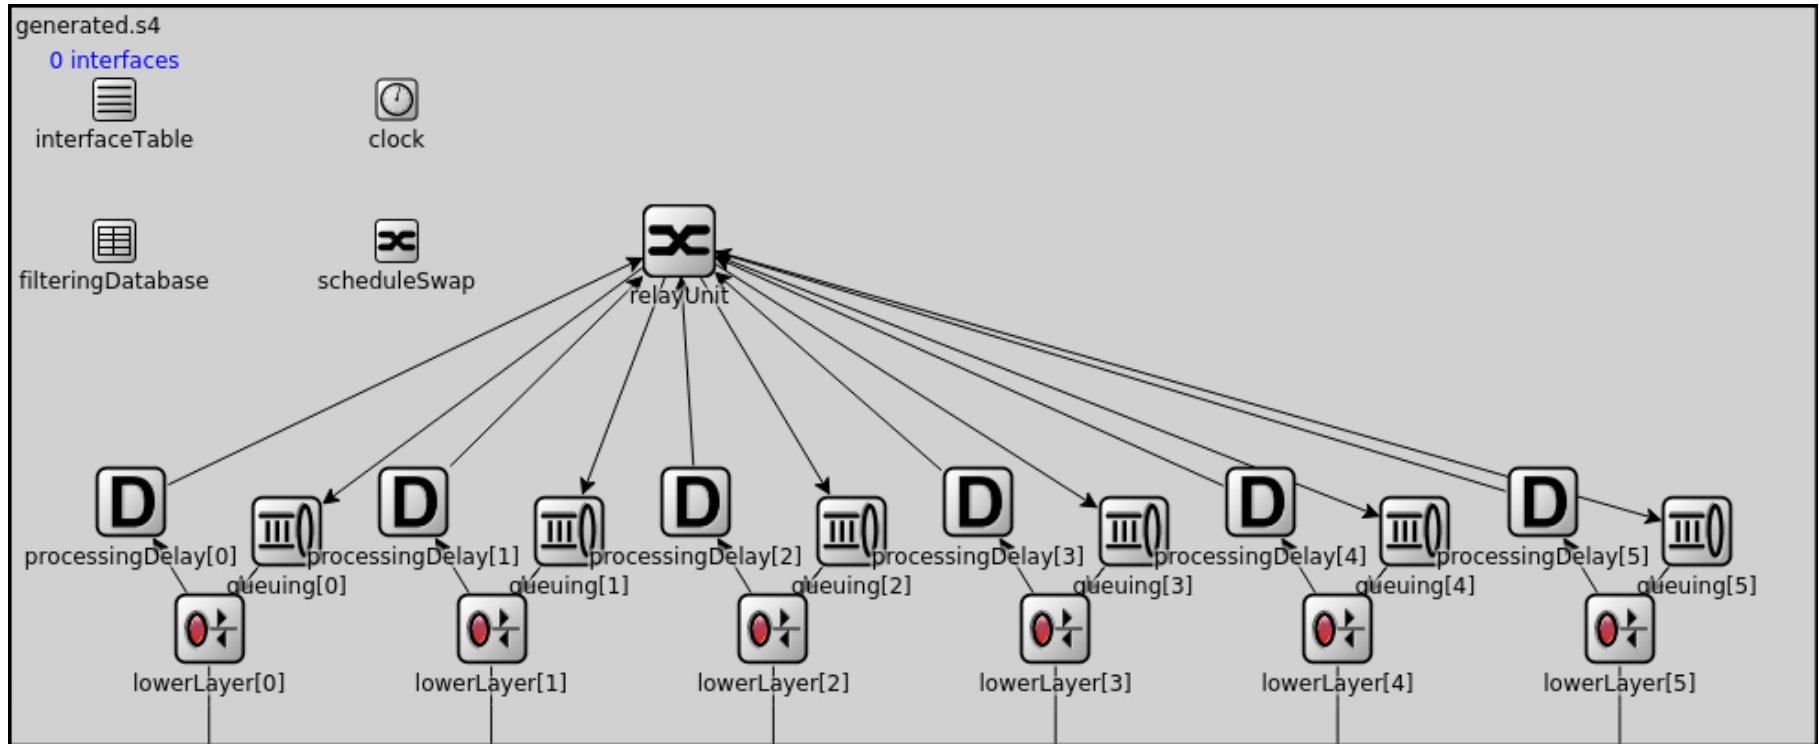 generated.s4
0 interfaces
interfaceTable
clock
filteringDatabase
scheduleSwap
relayUnit
D
D
D
D
D
D
processingDelay[0]
processingDelay[1]
processingDelay[2]
processingDelay[3]
processingDelay[4]
processingDelay[5]
queuing[0]
queuing[1]
queuing[2]
queuing[3]
queuing[4]
queuing[5]
lowerLayer[0]
lowerLayer[1]
lowerLayer[2]
lowerLayer[3]
lowerLayer[4]
lowerLayer[5]